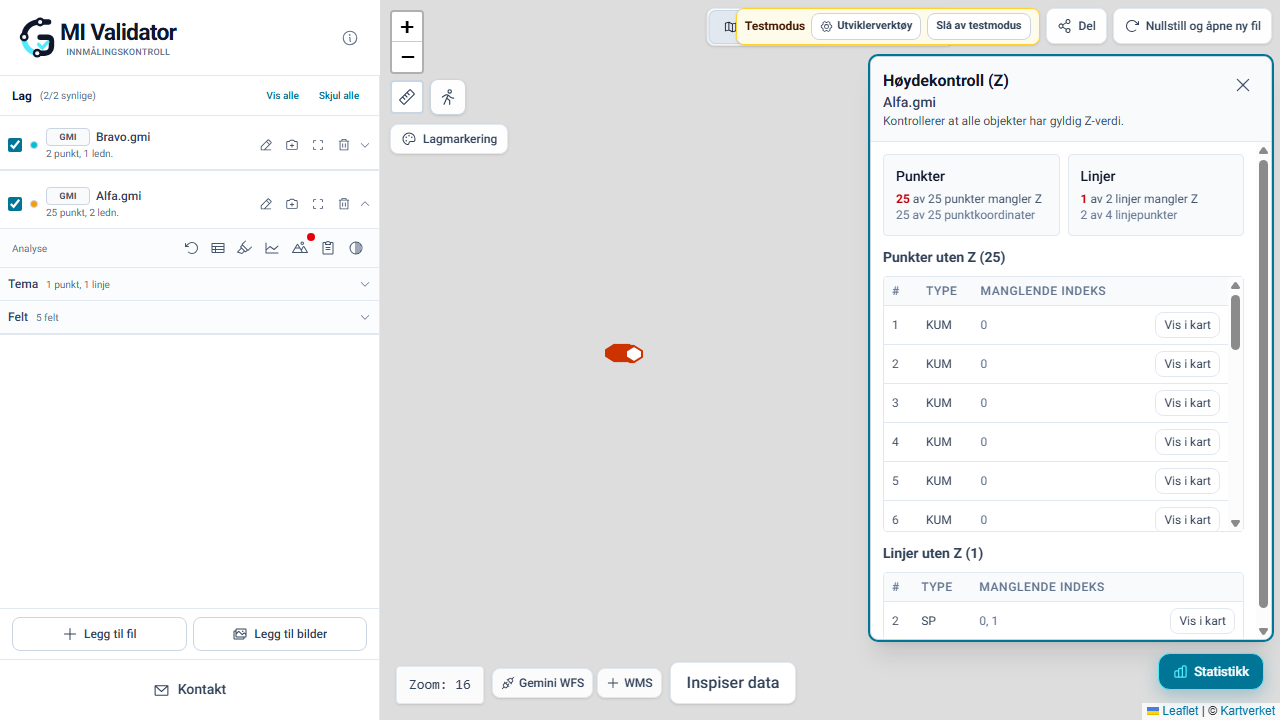 MI Validator
INNMÅLINGSKONTROLL
Lag (2/2 synlige) Vis alle Skjul alle
GMI Bravo.gmi
2 punkt, 1 ledn.
GMI Alfa.gmi
25 punkt, 2 ledn.
Analyse
Tema 1 punkt, 1 linje
Felt 5 felt
Legg til fil
Legg til bilder
Kontakt
+
−
Lagmarkering
Testmodus Utviklerverktøy Slå av testmodus
Del
Nullstill og åpne ny fil
Høydekontroll (Z)
Alfa.gmi
Kontrollerer at alle objekter har gyldig Z-verdi.
Punkter
25 av 25 punkter mangler Z
25 av 25 punktkoordinater
Linjer
1 av 2 linjer mangler Z
2 av 4 linjepunkter
Punkter uten Z (25)
# TYPE MANGLENDE INDEKS
1 KUM 0 Vis i kart
2 KUM 0 Vis i kart
3 KUM 0 Vis i kart
4 KUM 0 Vis i kart
5 KUM 0 Vis i kart
6 KUM 0 Vis i kart
Linjer uten Z (1)
# TYPE MANGLENDE INDEKS
2 SP 0, 1 Vis i kart
Zoom: 16
Gemini WFS
WMS
Inspiser data
Statistikk
Leaflet | © Kartverket